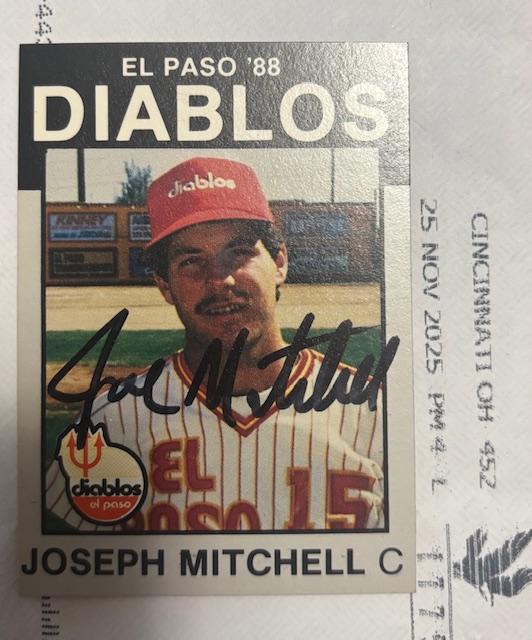 EL PASO '88
DIABLOS
diablos
KINNEY
Joe Mitchell
EL
PASO 15
diablos
el paso
JOSEPH MITCHELL C
CINCINNATI OH 452
25 NOV 2025 PM 4 L